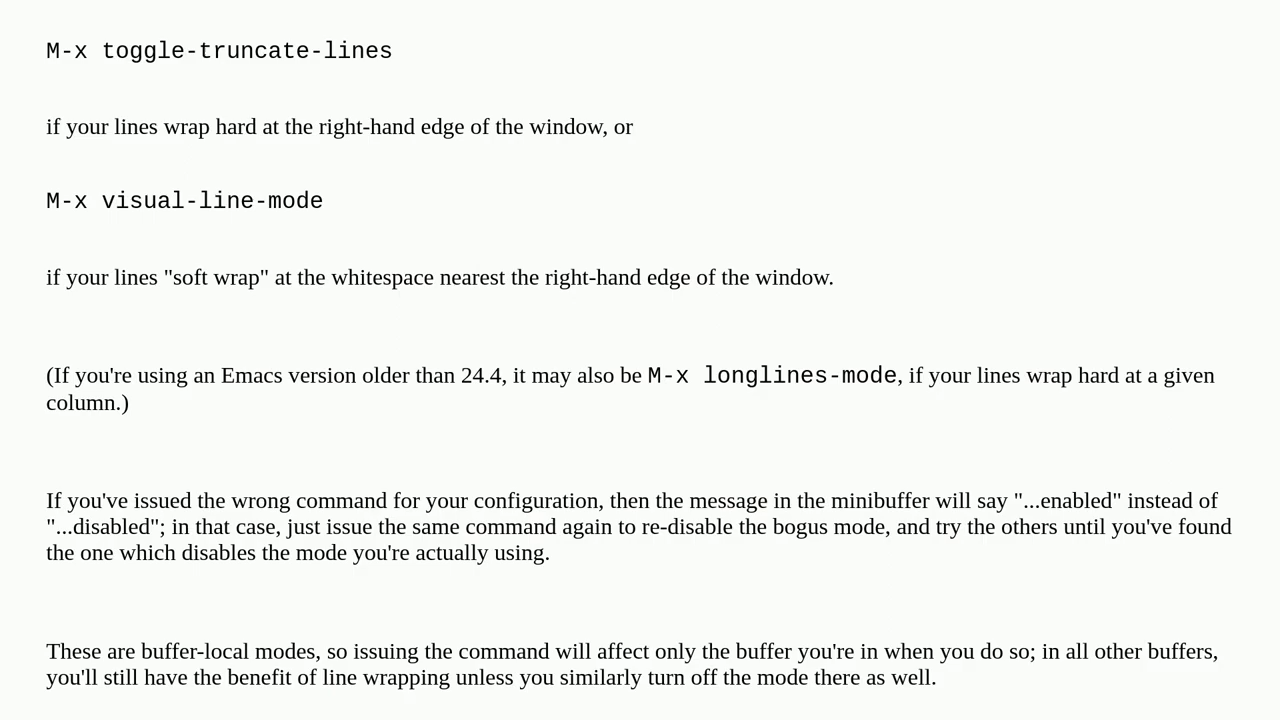 M-x toggle-truncate-lines
if your lines wrap hard at the right-hand edge of the window, or
M-x visual-line-mode
if your lines "soft wrap" at the whitespace nearest the right-hand edge of the window.
(If you're using an Emacs version older than 24.4, it may also be M-x longlines-mode, if your lines wrap hard at a given
column.)
If you've issued the wrong command for your configuration, then the message in the minibuffer will say "...enabled" instead of
"...disabled"; in that case, just issue the same command again to re-disable the bogus mode, and try the others until you've found
the one which disables the mode you're actually using.
These are buffer-local modes, so issuing the command will affect only the buffer you're in when you do so; in all other buffers,
you'll still have the benefit of line wrapping unless you similarly turn off the mode there as well.